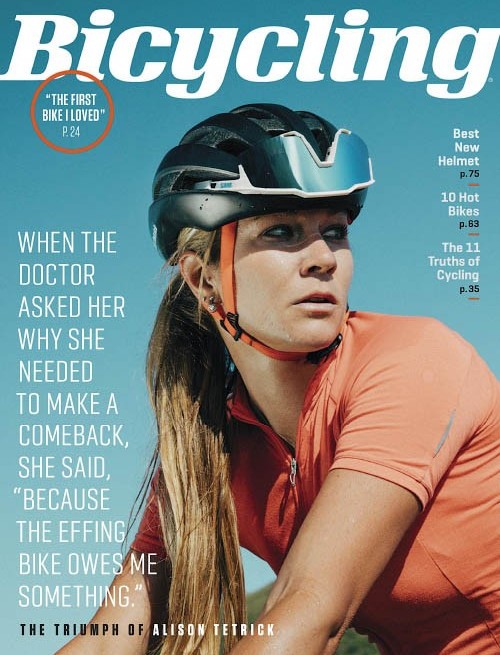 Bicycling
"THE FIRST
BIKE I LOVED"
P. 24
Best
New
Helmet
p.75
10 Hot
Bikes
p.63
The 11
Truths of
Cycling
p.35
WHEN THE
DOCTOR
ASKED HER
WHY SHE
NEEDED
TO MAKE A
COMEBACK,
SHE SAID,
"BECAUSE
THE EFFING
BIKE OWES ME
SOMETHING."
THE TRIUMPH OF ALISON TETRICK